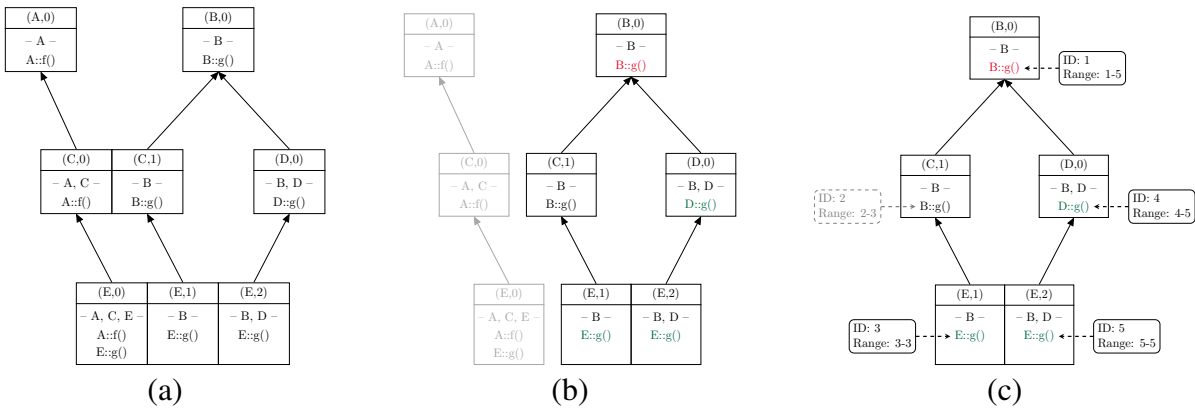 (A,0)
– A –
A::f()
(B,0)
– B –
B::g()
(C,0)
– A, C –
A::f()
(C,1)
– B –
B::g()
(D,0)
– B, D –
D::g()
(E,0)
– A, C, E –
A::f()
E::g()
(E,1)
– B –
E::g()
(E,2)
– B, D –
E::g()
(a)
(A,0)
– A –
A::f()
(B,0)
– B –
B::g()
(C,0)
– A, C –
A::f()
(C,1)
– B –
B::g()
(D,0)
– B, D –
D::g()
(E,0)
– A, C, E –
A::f()
E::g()
(E,1)
– B –
E::g()
(E,2)
– B, D –
E::g()
(b)
(B,0)
– B –
B::g()
ID: 1
Range: 1-5
ID: 2
Range: 2-3
(C,1)
– B –
B::g()
(D,0)
– B, D –
D::g()
ID: 4
Range: 4-5
ID: 3
Range: 3-3
(E,1)
– B –
E::g()
(E,2)
– B, D –
E::g()
ID: 5
Range: 5-5
(c)